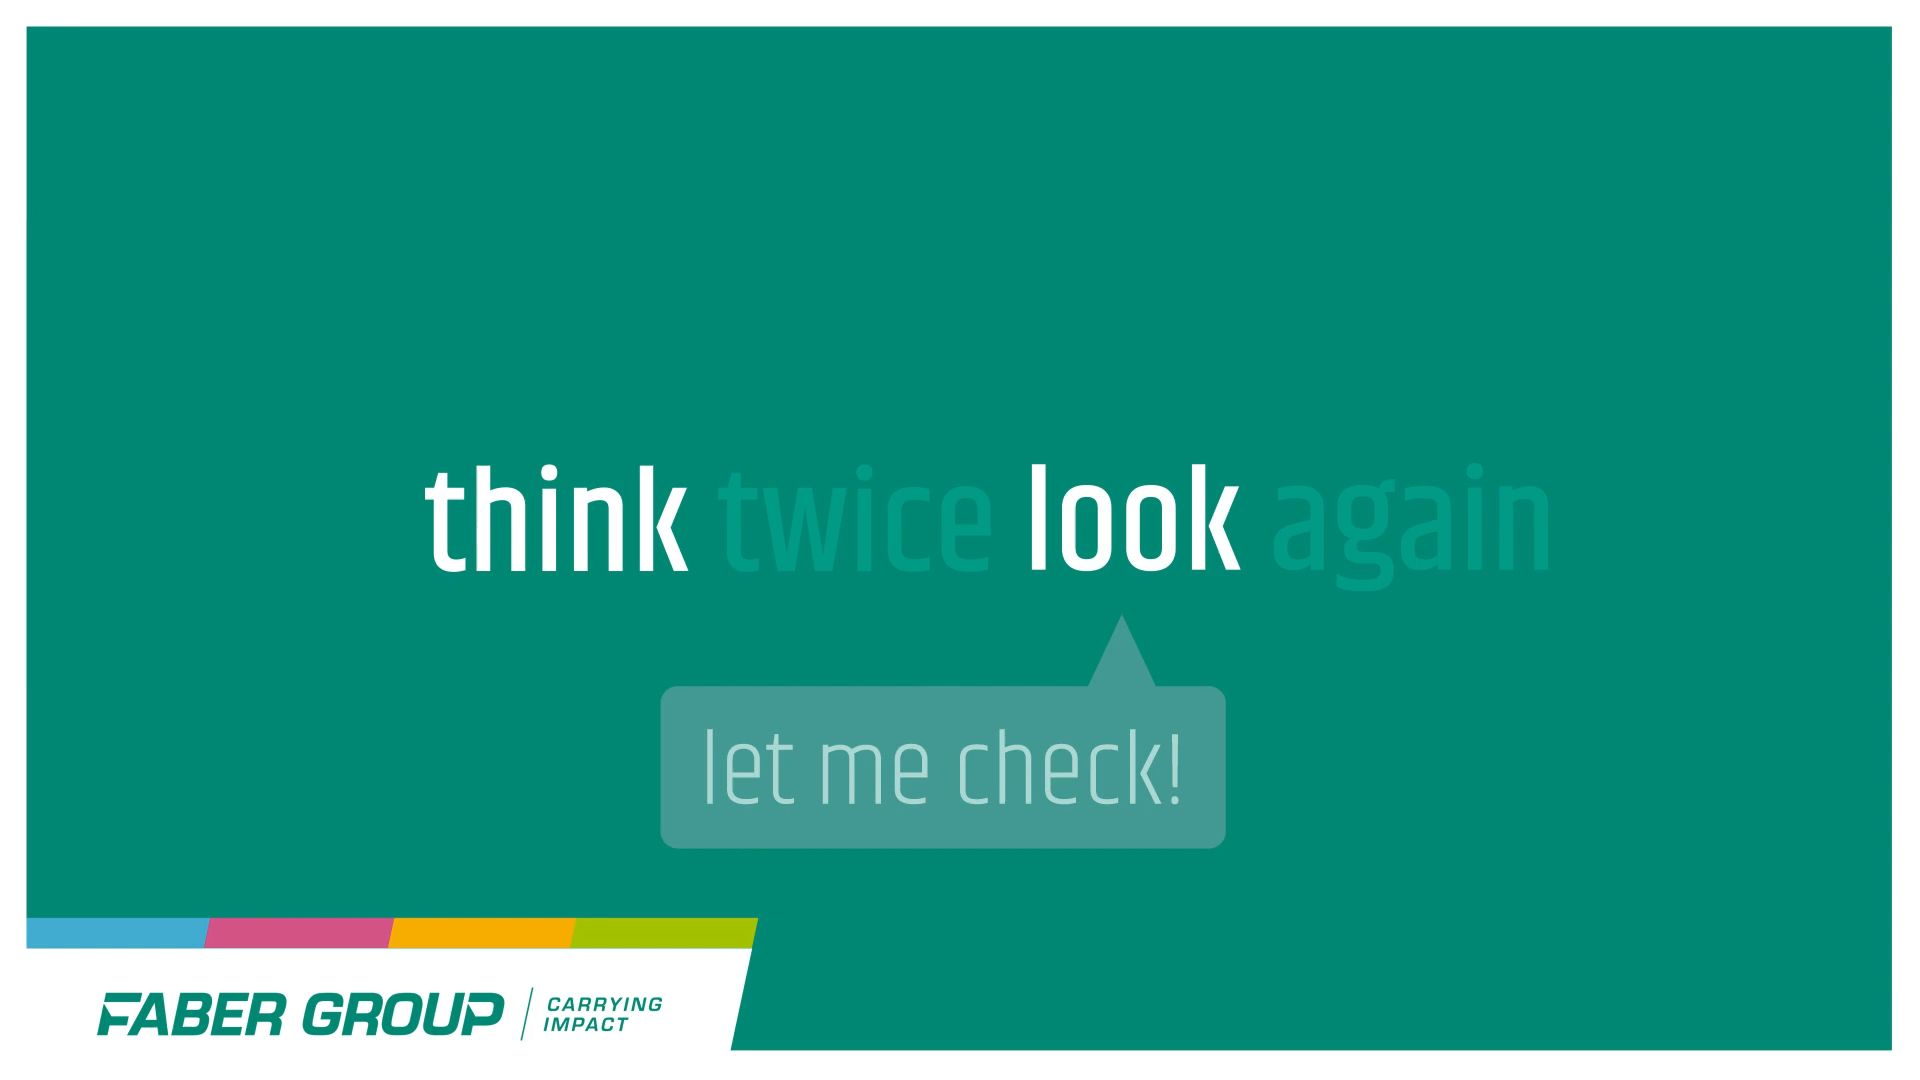 think twice look again
let me check!
FABER GROUP
CARRYING
IMPACT